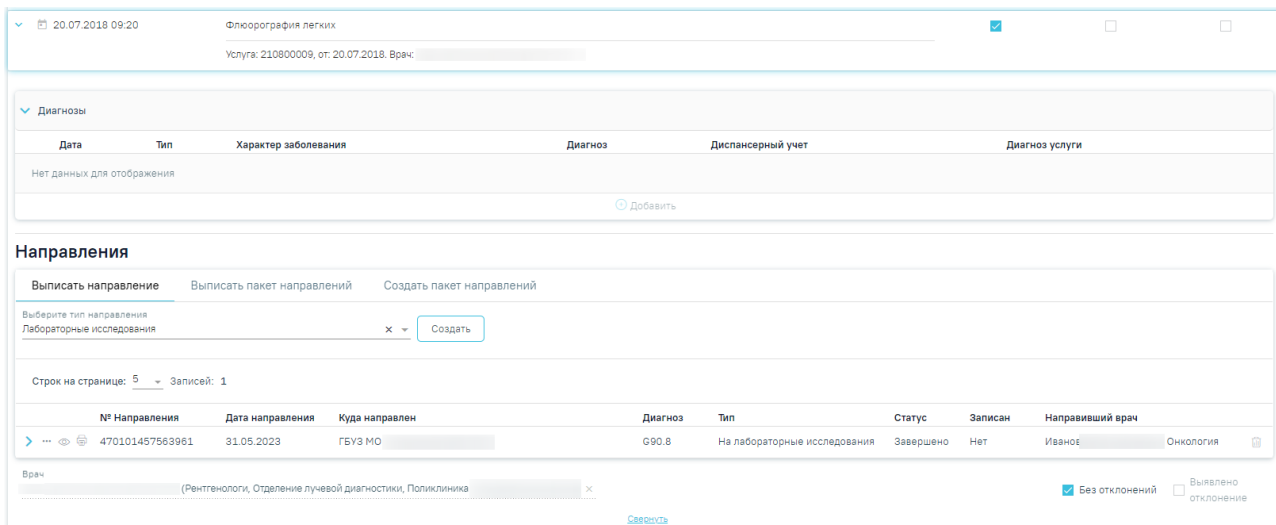 20.07.2018 09:20 Флюорография легких
Услуга: 210800009, от: 20.07.2018. Врач:
Диагнозы
Дата Тип Характер заболевания Диагноз Диспансерный учет Диагноз услуги
Нет данных для отображения
Добавить
Направления
Выписать направление Выписать пакет направлений Создать пакет направлений
Выберите тип направления
Лабораторные исследования × Создать
Строк на странице: 5 Записей: 1
№ Направления Дата направления Куда направлен Диагноз Тип Статус Записан Направивший врач
470101457563961 31.05.2023 ГБУЗ МО G90.8 На лабораторные исследования Завершено Нет Иванов Онкология
Врач
(Рентгенологи, Отделение лучевой диагностики, Поликлиника × Без отклонений Выявлено
отклонение
Свернуть